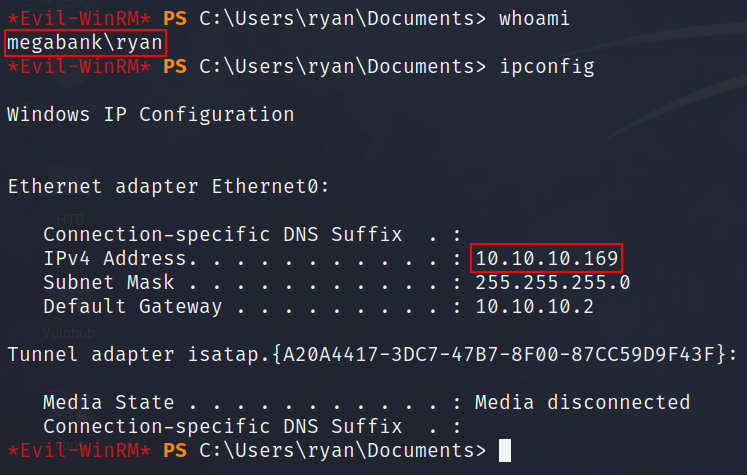 *Evil-WinRM* PS C:\Users\ryan\Documents> whoami
megabank\ryan
*Evil-WinRM* PS C:\Users\ryan\Documents> ipconfig
Windows IP Configuration
Ethernet adapter Ethernet0:
Connection-specific DNS Suffix  . :
IPv4 Address. . . . . . . . . . . : 10.10.10.169
Subnet Mask . . . . . . . . . . . : 255.255.255.0
Default Gateway . . . . . . . . . : 10.10.10.2
HTB
Vulnhub
Tunnel adapter isatap.{A20A4417-3DC7-47B7-8F00-87CC59D9F43F}:
Media State . . . . . . . . . . . : Media disconnected
Connection-specific DNS Suffix  . :
*Evil-WinRM* PS C:\Users\ryan\Documents>